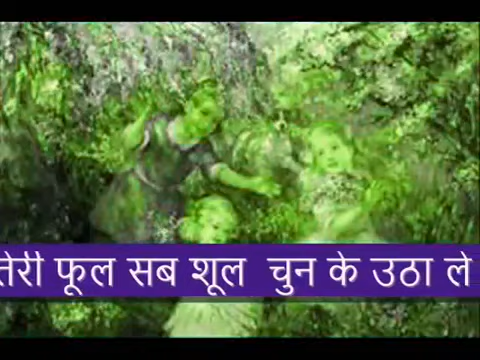 तेरी फूल सब शूल चुन के उठा ले